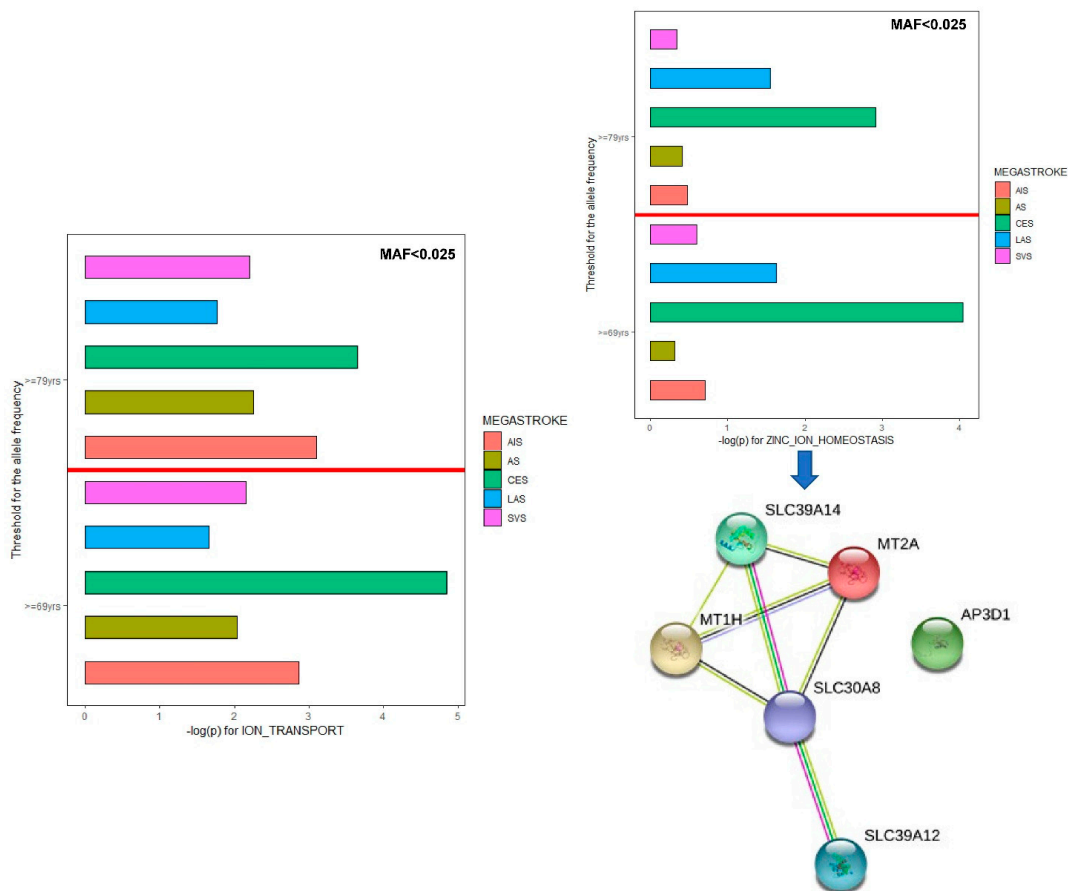 MAF<0.025
Threshold for the allele frequency
>=79yrs
>=69yrs
0 1 2 3 4 5
-log(p) for ION_TRANSPORT
MEGASTROKE
AIS
AS
CES
LAS
SVS
MAF<0.025
Threshold for the allele frequency
>=79yrs
>=69yrs
0 1 2 3 4
-log(p) for ZINC_ION_HOMEOSTASIS
MEGASTROKE
AIS
AS
CES
LAS
SVS
SLC39A14
MT2A
AP3D1
MT1H
SLC30A8
SLC39A12